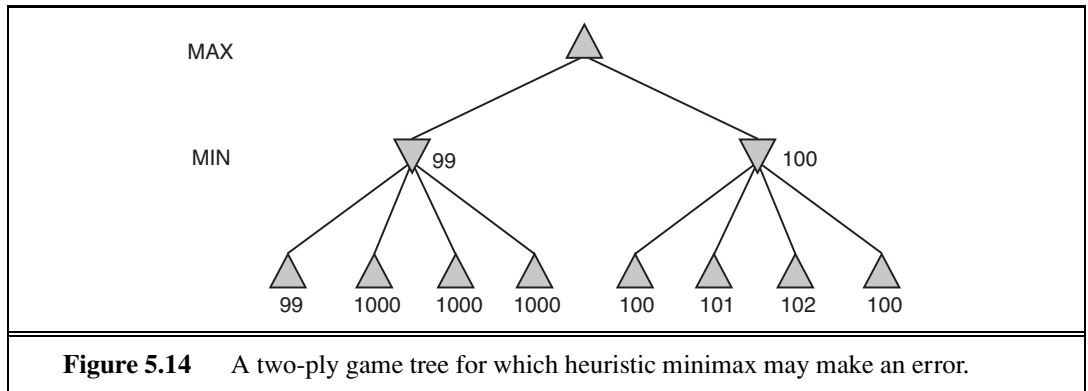 MAX
MIN
99
100
99 1000 1000 1000 100 101 102 100
Figure 5.14 A two-ply game tree for which heuristic minimax may make an error.